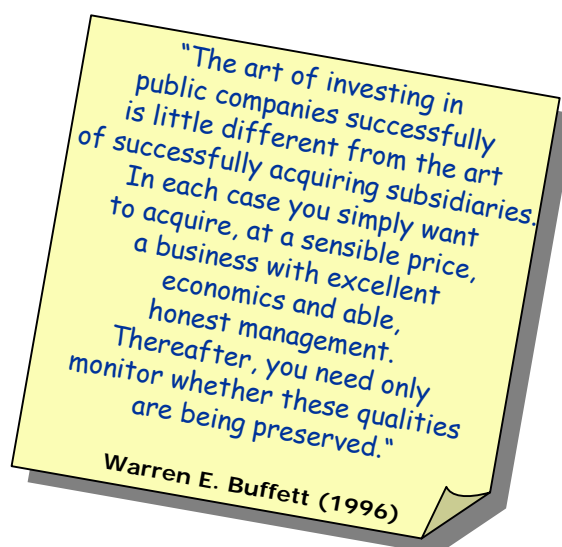 "The art of investing in
public companies successfully
is little different from the art
of successfully acquiring subsidiaries.
In each case you simply want
to acquire, at a sensible price,
a business with excellent
economics and able,
honest management.
Thereafter, you need only
monitor whether these qualities
are being preserved."
Warren E. Buffett (1996)